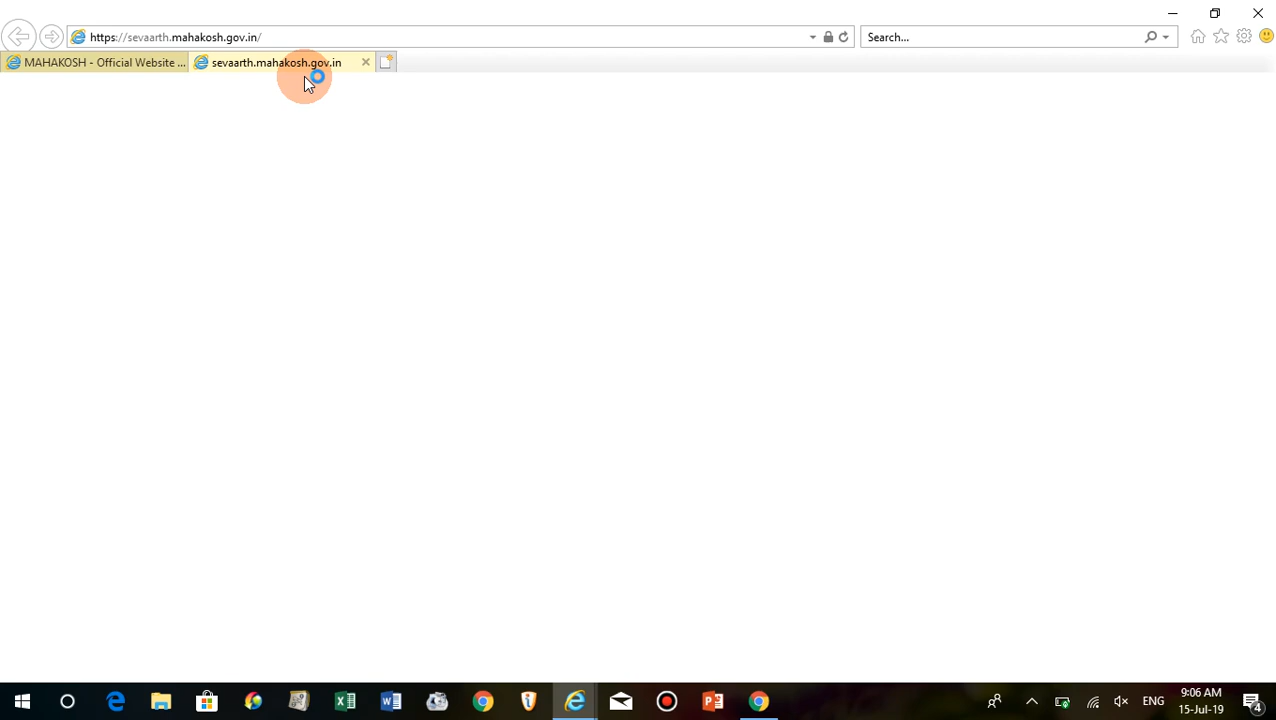 https://sevaarth.mahakosh.gov.in/
Search...
MAHAKOSH - Official Website ...
sevaarth.mahakosh.gov.in
ENG
9:06 AM
15-Jul-19
4